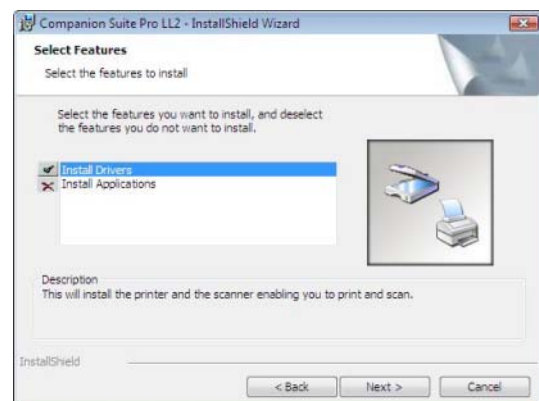 Companion Suite Pro LL2 - InstallShield Wizard
Select Features
Select the features to install
Select the features you want to install, and deselect
the features you do not want to install.
Install Drivers
Install Applications
Description
This will install the printer and the scanner enabling you to print and scan.
InstallShield
< Back
Next >
Cancel